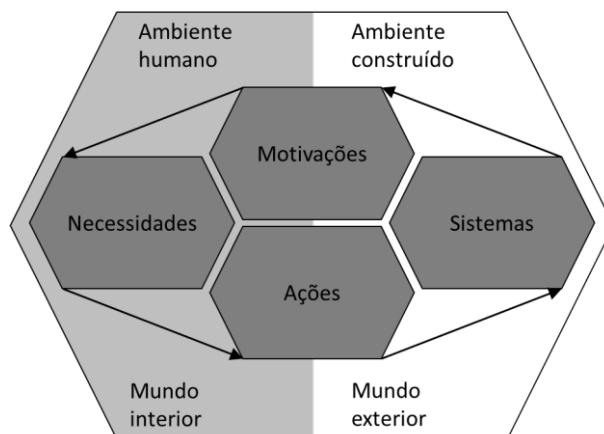 Ambiente
humano
Ambiente
construído
Motivações
Necessidades
Sistemas
Ações
Mundo
interior
Mundo
exterior